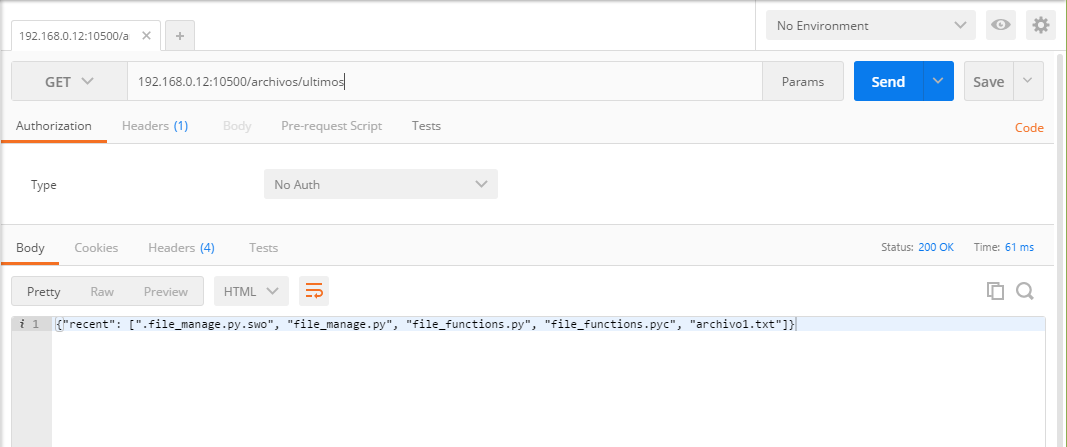 192.168.0.12:10500/a
No Environment
GET 192.168.0.12:10500/archivos/ultimos Params Send Save
Authorization Headers (1) Body Pre-request Script Tests Code
Type No Auth
Body Cookies Headers (4) Tests Status: 200 OK Time: 61 ms
Pretty Raw Preview HTML
i 1 {"recent": [".file_manage.py.swo", "file_manage.py", "file_functions.py", "file_functions.pyc", "archivo1.txt"]}